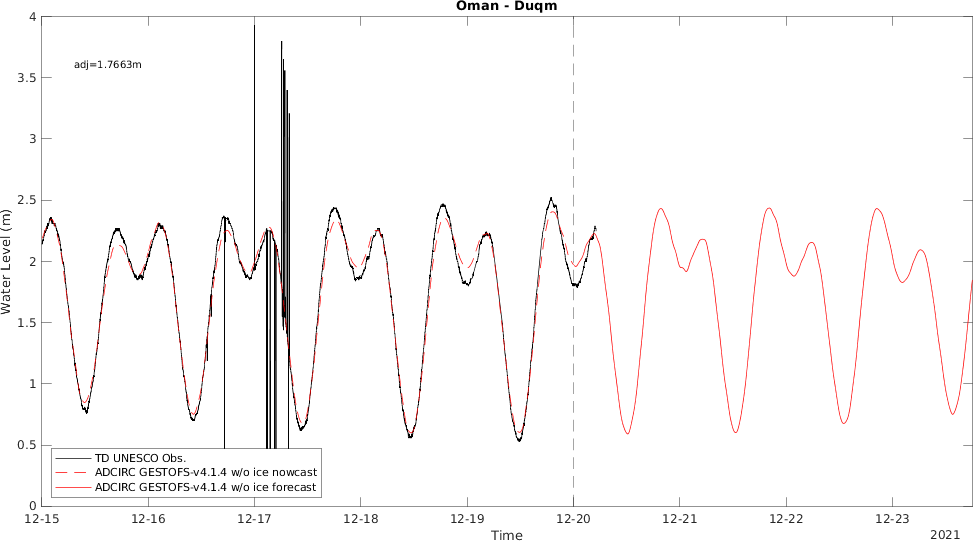 Oman - Duqm
adj=1.7663m
4
3.5
3
2.5
2
1.5
1
0.5
0
Water Level (m)
TD UNESCO Obs.
ADCIRC GESTOFS-v4.1.4 w/o ice nowcast
ADCIRC GESTOFS-v4.1.4 w/o ice forecast
12-15 12-16 12-17 12-18 12-19 12-20 12-21 12-22 12-23
Time
2021